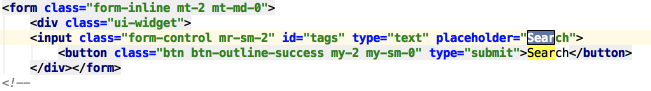 <form class="form-inline mt-2 mt-md-0">
<div class="ui-widget">
<input class="form-control mr-sm-2" id="tags" type="text" placeholder="Search">
<button class="btn btn-outline-success my-2 my-sm-0" type="submit">Search</button>
</div></form>
<!--